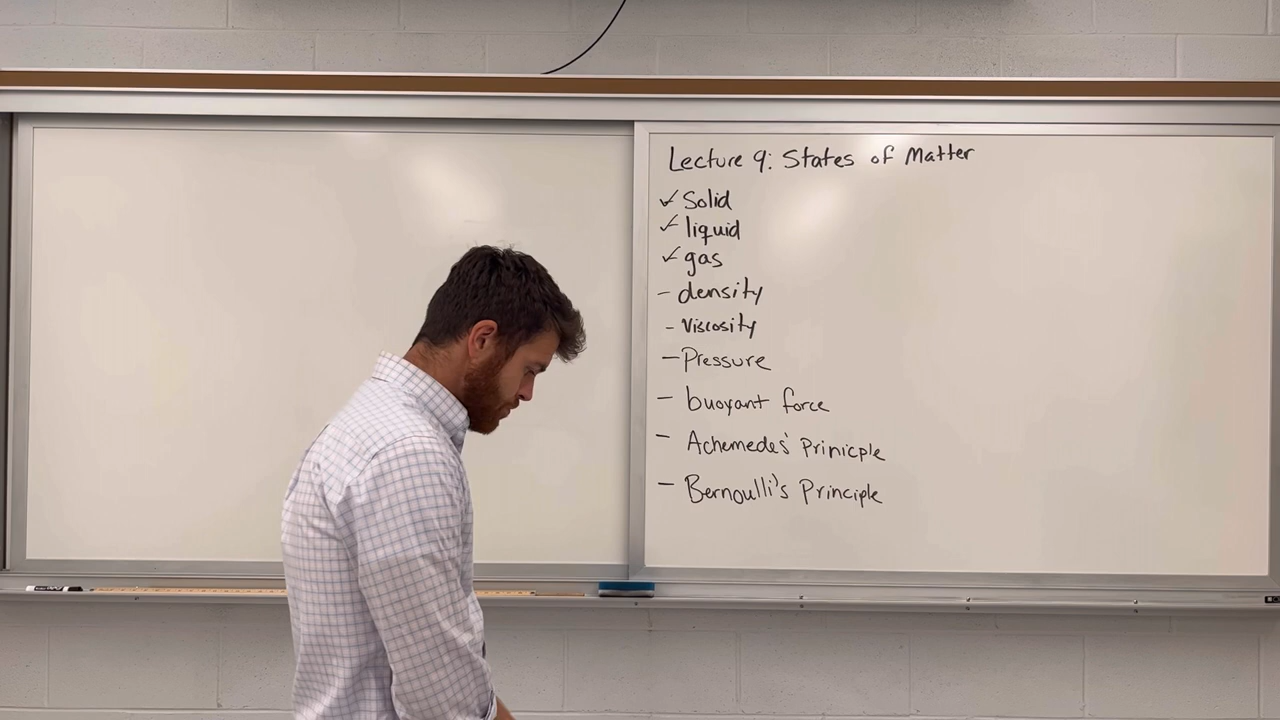 Lecture 9: States of Matter
✓ Solid
✓ liquid
✓ gas
- density
- Viscosity
- Pressure
- buoyant force
- Achemedes' Prinicple
- Bernoulli's Principle